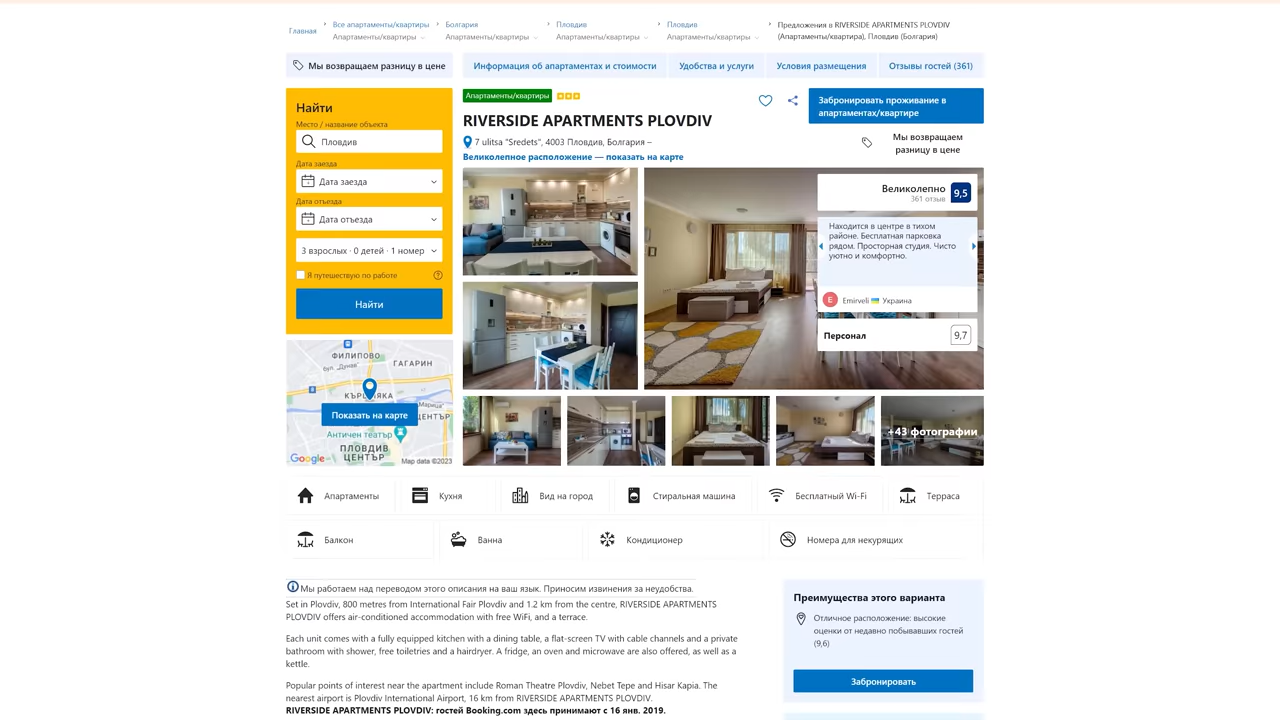 Главная
Все апартаменты/квартиры
Апартаменты/квартиры
Болгария
Апартаменты/квартиры
Пловдив
Апартаменты/квартиры
Пловдив
Апартаменты/квартиры
Предложения в RIVERSIDE APARTMENTS PLOVDIV
(Апартаменты/квартира), Пловдив (Болгария)
Мы возвращаем разницу в цене
Информация об апартаментах и стоимости
Удобства и услуги
Условия размещения
Отзывы гостей (361)
Найти
Место / название объекта
Пловдив
Дата заезда
Дата заезда
Дата отъезда
Дата отъезда
3 взрослых · 0 детей · 1 номер
Я путешествую по работе
Найти
ФИЛИПОВО
ГАГАРИН
бул. „Дунав"
Показать на карте
Марица
ЦЕНТЪР
Античен театър
ПЛОВДИВ
ЦЕНТЪР
Google
Map data ©2023
Апартаменты/квартиры
RIVERSIDE APARTMENTS PLOVDIV
7 ulitsa "Sredets", 4003 Пловдив, Болгария –
Великолепное расположение — показать на карте
Забронировать проживание в
апартаментах/квартире
Мы возвращаем
разницу в цене
Великолепно
361 отзыв
9,5
Находится в центре в тихом
районе. Бесплатная парковка
рядом. Просторная студия. Чисто
уютно и комфортно.
E
Emirveli
Украина
Персонал
9,7
+43 фотографии
Апартаменты
Кухня
Вид на город
Стиральная машина
Бесплатный Wi-Fi
Терраса
Балкон
Ванна
Кондиционер
Номера для некурящих
Мы работаем над переводом этого описания на ваш язык. Приносим извинения за неудобства.
Set in Plovdiv, 800 metres from International Fair Plovdiv and 1.2 km from the centre, RIVERSIDE APARTMENTS
PLOVDIV offers air-conditioned accommodation with free WiFi, and a terrace.
Each unit comes with a fully equipped kitchen with a dining table, a flat-screen TV with cable channels and a private
bathroom with shower, free toiletries and a hairdryer. A fridge, an oven and microwave are also offered, as well as a
kettle.
Popular points of interest near the apartment include Roman Theatre Plovdiv, Nebet Tepe and Hisar Kapia. The
nearest airport is Plovdiv International Airport, 16 km from RIVERSIDE APARTMENTS PLOVDIV.
RIVERSIDE APARTMENTS PLOVDIV: гостей Booking.com здесь принимают с 16 янв. 2019.
Преимущества этого варианта
Отличное расположение: высокие
оценки от недавно побывавших гостей
(9,6)
Забронировать